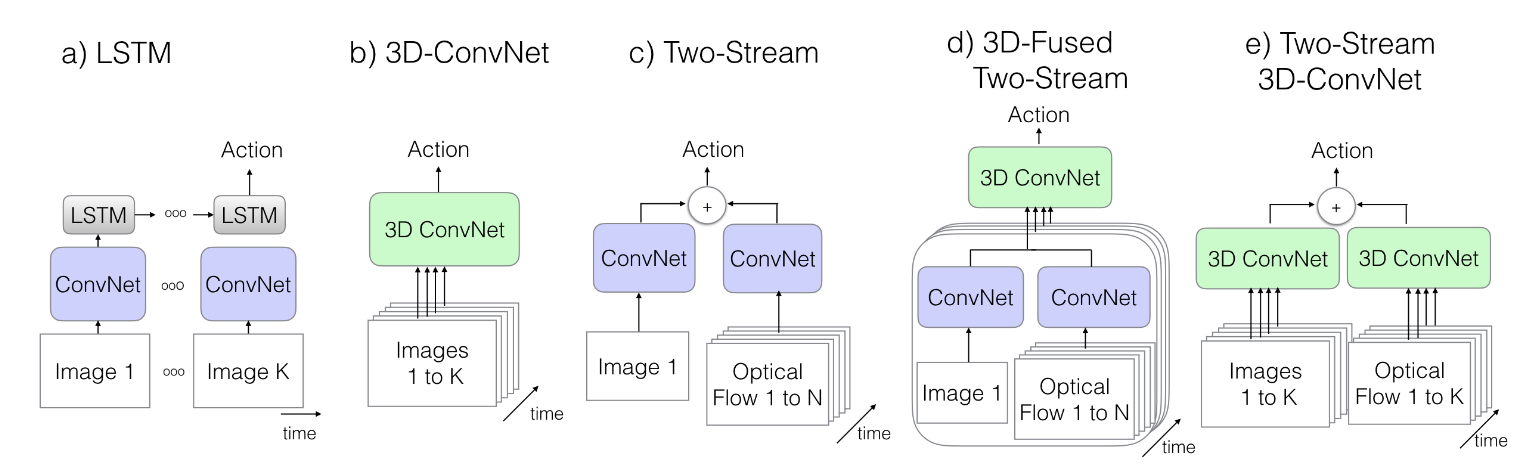 a) LSTM
Action
LSTM ooo LSTM
ConvNet ooo ConvNet
Image 1 ooo Image K
time
b) 3D-ConvNet
Action
3D ConvNet
Images
1 to K
time
c) Two-Stream
Action
+
ConvNet ConvNet
Image 1
Optical
Flow 1 to N
time
d) 3D-Fused
Two-Stream
Action
3D ConvNet
ConvNet ConvNet
Image 1
Optical
Flow 1 to N
time
e) Two-Stream
3D-ConvNet
Action
+
3D ConvNet 3D ConvNet
Images
1 to K
Optical
Flow 1 to K
time